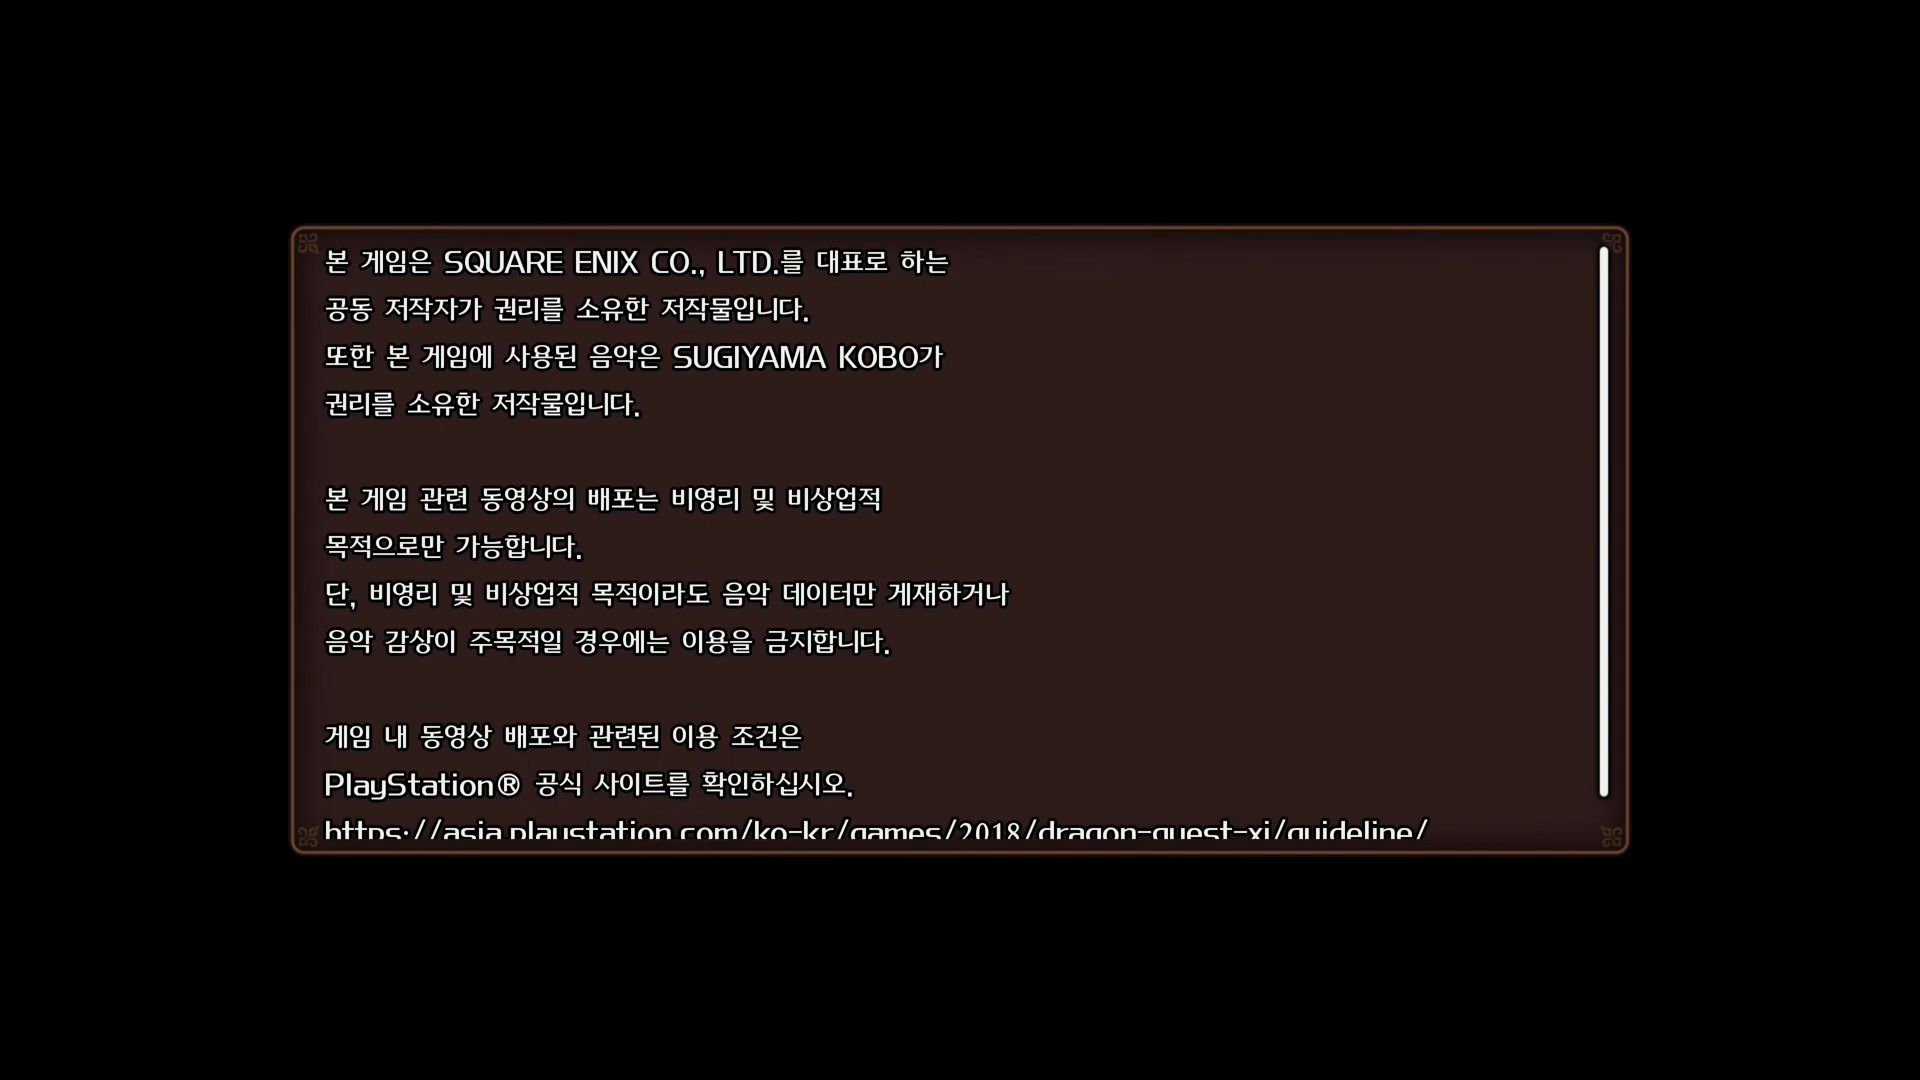 본 게임은 SQUARE ENIX CO., LTD.를 대표로 하는
공동 저작자가 권리를 소유한 저작물입니다.
또한 본 게임에 사용된 음악은 SUGIYAMA KOBO가
권리를 소유한 저작물입니다.
본 게임 관련 동영상의 배포는 비영리 및 비상업적
목적으로만 가능합니다.
단, 비영리 및 비상업적 목적이라도 음악 데이터만 게재하거나
음악 감상이 주목적일 경우에는 이용을 금지합니다.
게임 내 동영상 배포와 관련된 이용 조건은
PlayStation® 공식 사이트를 확인하십시오.
https://asia.playstation.com/ko-kr/games/2018/dragon-quest-xi/guideline/